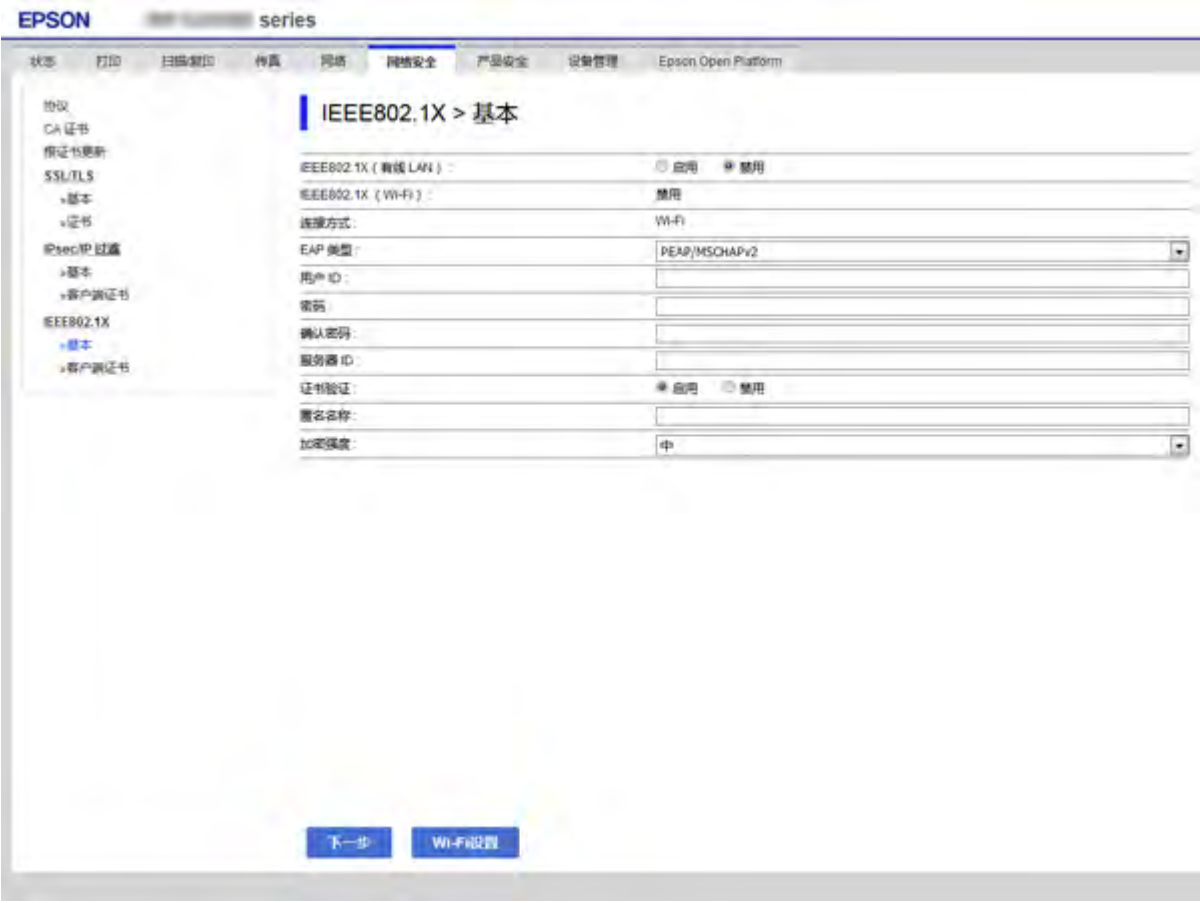 EPSON series
状态 打印 扫描/复印 传真 网络 网络安全 产品安全 设备管理 Epson Open Platform
协议
CA 证书
根证书更新
SSL/TLS
»基本
»证书
IPsec/IP 过滤
»基本
»客户端证书
IEEE802.1X
»基本
»客户端证书
IEEE802.1X > 基本
IEEE802.1X ( 有线 LAN ) : 启用 禁用
IEEE802.1X ( Wi-Fi ) : 禁用
连接方式 : Wi-Fi
EAP 类型 : PEAP/MSCHAPv2
用户 ID :
密码
确认密码 :
服务器 ID
证书验证 : 启用 禁用
匿名名称 :
加密强度 : 中
下一步 Wi-Fi设置